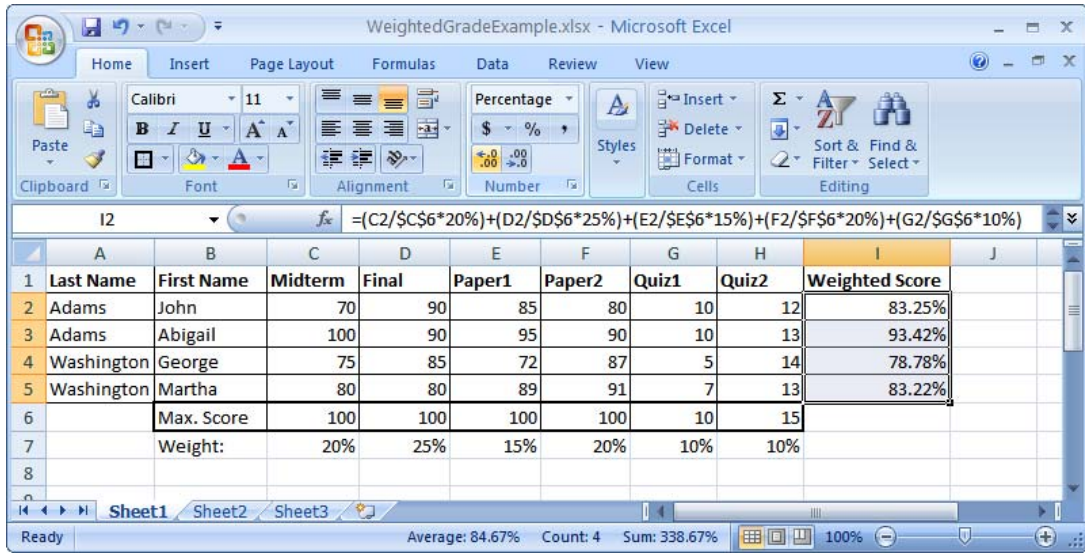 WeightedGradeExample.xlsx - Microsoft Excel
Home Insert Page Layout Formulas Data Review View
Calibri 11 Percentage Insert Σ
Paste B I U A A $ % , Styles Delete Sort & Filter Find & Select
A .00 .0 .00 .0 Format
Clipboard Font Alignment Number Cells Editing
I2 fx =(C2/$C$6*20%)+(D2/$D$6*25%)+(E2/$E$6*15%)+(F2/$F$6*20%)+(G2/$G$6*10%)
A B C D E F G H I J
1 Last Name First Name Midterm Final Paper1 Paper2 Quiz1 Quiz2 Weighted Score
2 Adams John 70 90 85 80 10 12 83.25%
3 Adams Abigail 100 90 95 90 10 13 93.42%
4 Washington George 75 85 72 87 5 14 78.78%
5 Washington Martha 80 80 89 91 7 13 83.22%
6 Max. Score 100 100 100 100 10 15
7 Weight: 20% 25% 15% 20% 10% 10%
8
Sheet1 Sheet2 Sheet3
Ready Average: 84.67% Count: 4 Sum: 338.67% 100%